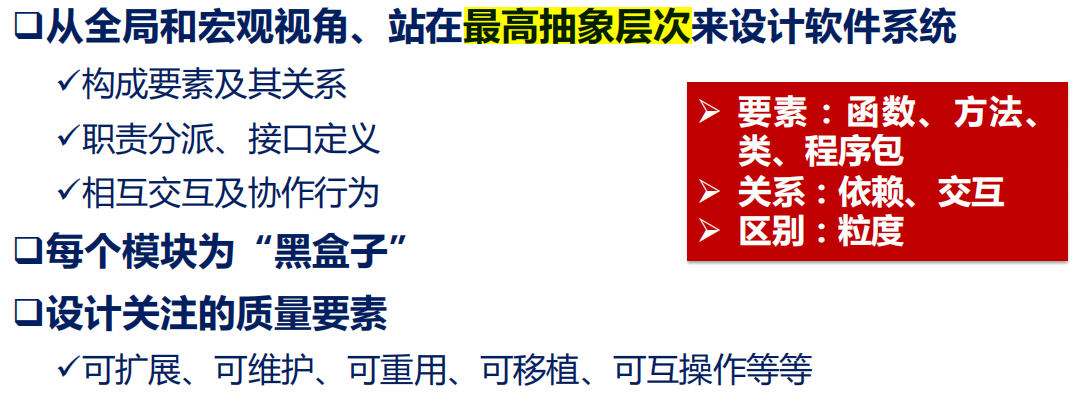 ❑从全局和宏观视角、站在最高抽象层次来设计软件系统
✓构成要素及其关系
✓职责分派、接口定义
✓相互交互及协作行为
❑每个模块为“黑盒子”
❑设计关注的质量要素
✓可扩展、可维护、可重用、可移植、可互操作等等
➢ 要素：函数、方法、
类、程序包
➢ 关系：依赖、交互
➢ 区别：粒度